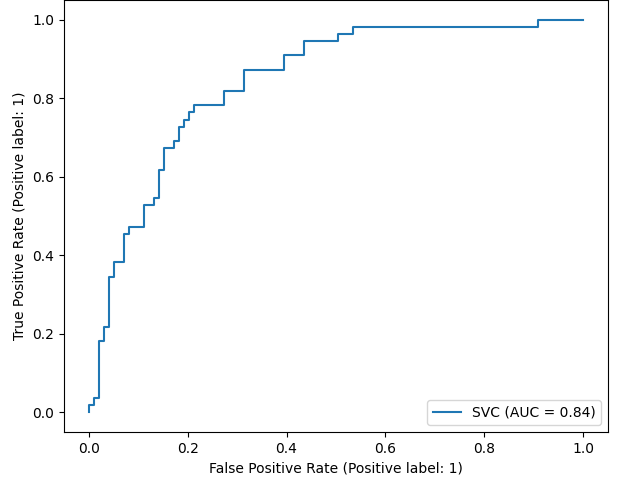 1.0
0.8
0.6
0.4
0.2
0.0
True Positive Rate (Positive label: 1)
SVC (AUC = 0.84)
0.0 0.2 0.4 0.6 0.8 1.0
False Positive Rate (Positive label: 1)